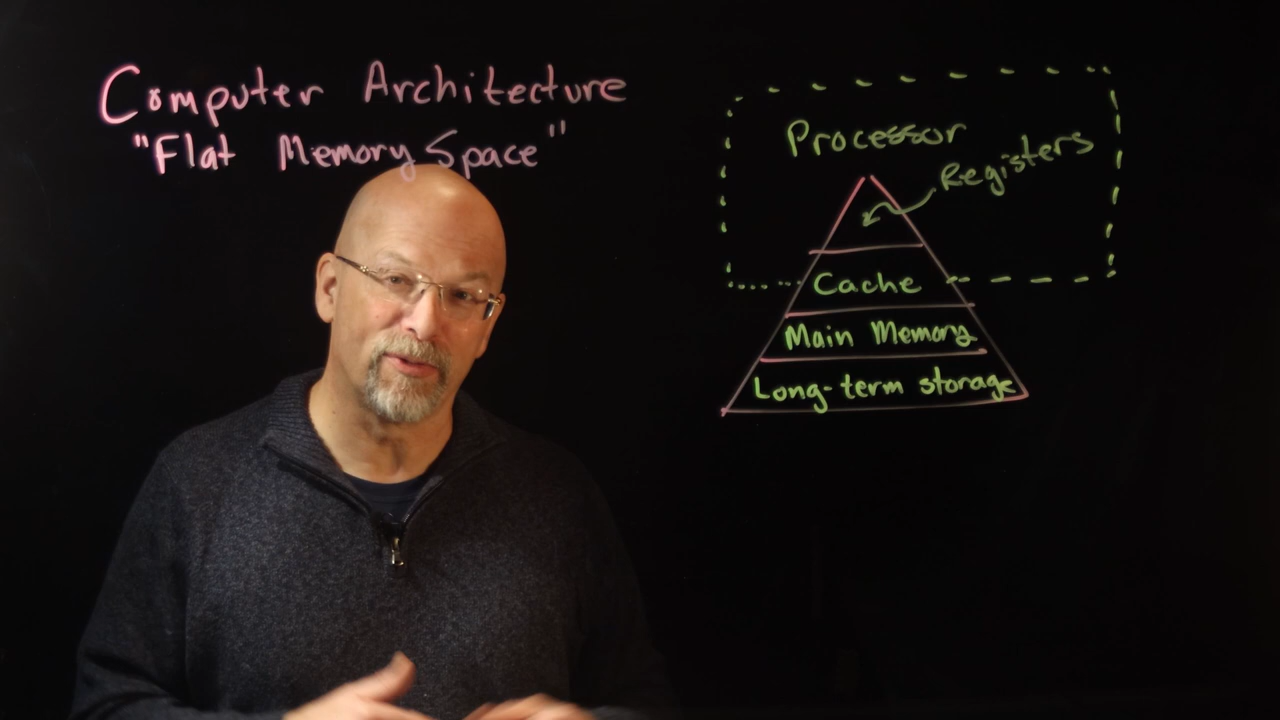 Computer Architecture
"Flat Memory Space"
Processor
Registers
Cache
Main Memory
Long-term storage